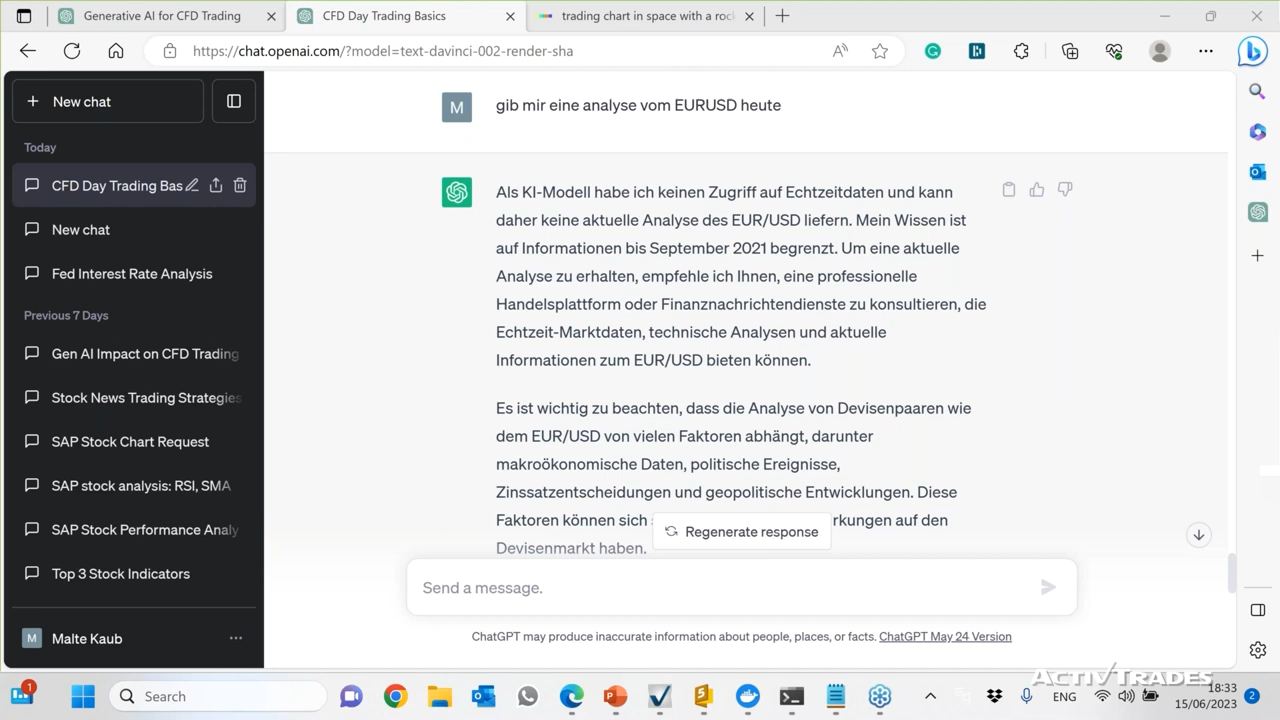 Generative AI for CFD Trading
CFD Day Trading Basics
trading chart in space with a rock
https://chat.openai.com/?model=text-davinci-002-render-sha
New chat
Today
CFD Day Trading Bas
New chat
Fed Interest Rate Analysis
Previous 7 Days
Gen AI Impact on CFD Trading
Stock News Trading Strategies
SAP Stock Chart Request
SAP stock analysis: RSI, SMA
SAP Stock Performance Analy
Top 3 Stock Indicators
M Malte Kaub
M gib mir eine analyse vom EURUSD heute
Als KI-Modell habe ich keinen Zugriff auf Echtzeitdaten und kann
daher keine aktuelle Analyse des EUR/USD liefern. Mein Wissen ist
auf Informationen bis September 2021 begrenzt. Um eine aktuelle
Analyse zu erhalten, empfehle ich Ihnen, eine professionelle
Handelsplattform oder Finanznachrichtendienste zu konsultieren, die
Echtzeit-Marktdaten, technische Analysen und aktuelle
Informationen zum EUR/USD bieten können.
Es ist wichtig zu beachten, dass die Analyse von Devisenpaaren wie
dem EUR/USD von vielen Faktoren abhängt, darunter
makroökonomische Daten, politische Ereignisse,
Zinssatzentscheidungen und geopolitische Entwicklungen. Diese
Faktoren können sich rkungen auf den
Devisenmarkt haben.
Regenerate response
Send a message.
ChatGPT may produce inaccurate information about people, places, or facts. ChatGPT May 24 Version
ACTIVTRADES
1
Search
ENG
18:33
15/06/2023
2